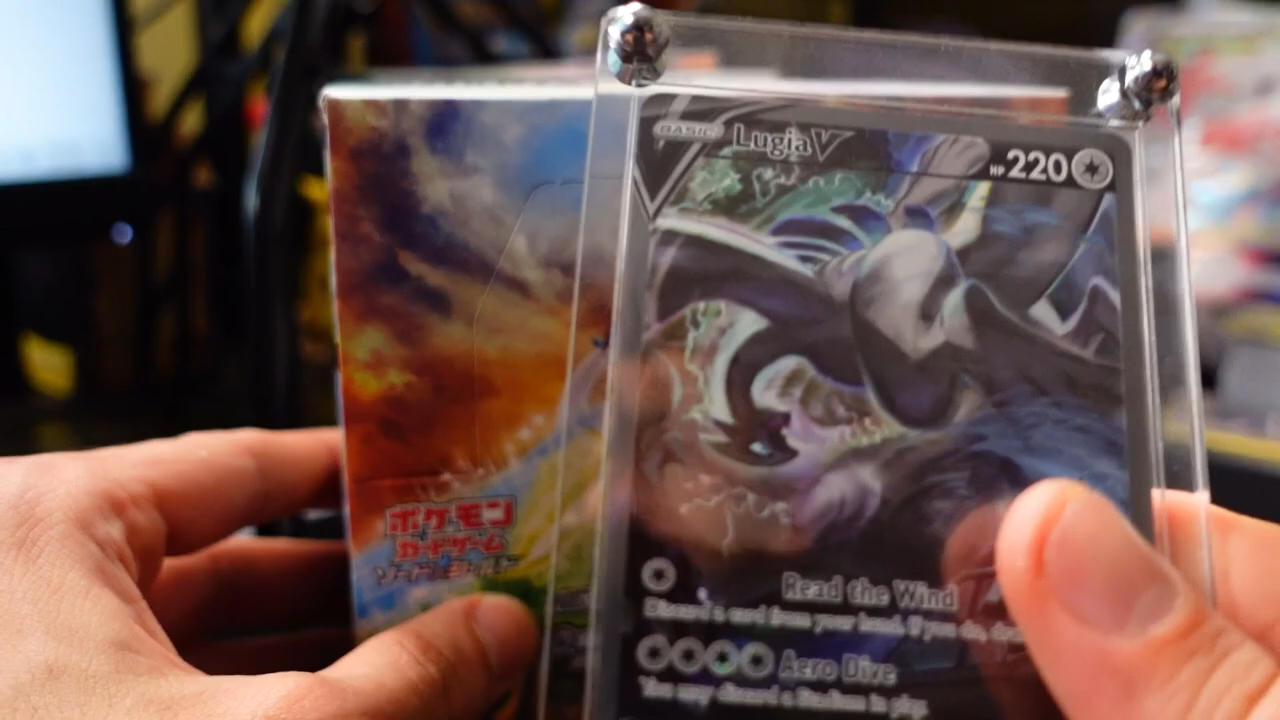 BASIC Lugia V HP 220
ポケモン
カードゲーム
ソード&シールド
Read the Wind
Discard a card from your hand. If you do,
Aero Dive
You may discard a Stadium in play.